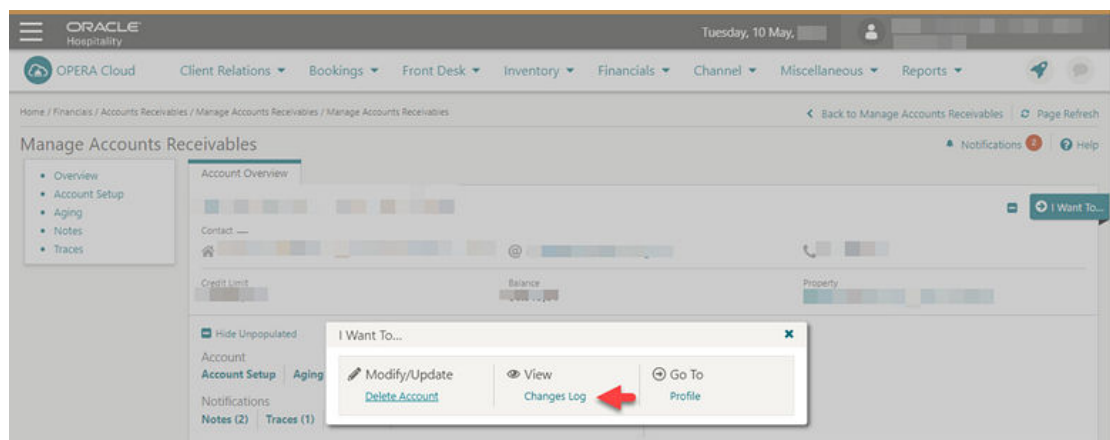 ORACLE
Hospitality
Tuesday, 10 May,
OPERA Cloud Client Relations Bookings Front Desk Inventory Financials Channel Miscellaneous Reports
Home / Financials / Accounts Receivables / Manage Accounts Receivables / Manage Accounts Receivables Back to Manage Accounts Receivables Page Refresh
Manage Accounts Receivables Notifications 2 Help
Overview
Account Setup
Aging
Notes
Traces
Account Overview
I Want To...
Contact
@
Credit Limit Balance Property
Hide Unpopulated
Account
Account Setup Aging
Notifications
Notes (2) Traces (1)
I Want To...
Modify/Update View Go To
Delete Account Changes Log Profile